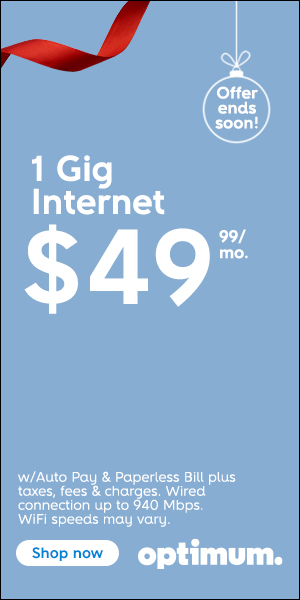 Offer
ends
soon!
1 Gig
Internet
$49 99/
mo.
w/Auto Pay & Paperless Bill plus
taxes, fees & charges. Wired
connection up to 940 Mbps.
WiFi speeds may vary.
Shop now
optimum.